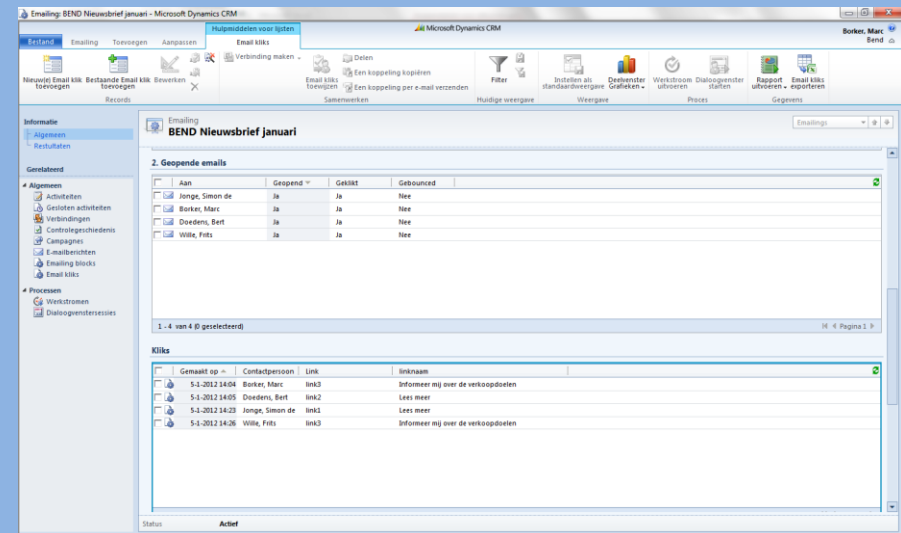 Emailing: BEND Nieuwsbrief januari - Microsoft Dynamics CRM
Hulpmiddelen voor lijsten
Microsoft Dynamics CRM
Borker, Marc
Bend
Bestand Emailing Toevoegen Aanpassen Email kliks
Nieuw(e) Email klik toevoegen
Bestaande Email klik toevoegen
Bewerken
Records
Verbinding maken
Email kliks toewijzen
Delen
Een koppeling kopiëren
Een koppeling per e-mail verzenden
Samenwerken
Filter
Huidige weergave
Instellen als standaardweergave
Deelvenster Grafieken
Weergave
Werkstroom uitvoeren
Dialoogvenster starten
Proces
Rapport uitvoeren
Email kliks exporteren
Gegevens
Informatie
Algemeen
Restultaten
Gerelateerd
Algemeen
Activiteiten
Gesloten activiteiten
Verbindingen
Controlegeschiedenis
Campagnes
E-mailberichten
Emailing blocks
Email kliks
Processen
Werkstromen
Dialoogvenstersessies
Emailing
BEND Nieuwsbrief januari
Emailings
2. Geopende emails
Aan Geopend Geklikt Gebounced
Jonge, Simon de Ja Ja Nee
Borker, Marc Ja Ja Nee
Doedens, Bert Ja Ja Nee
Wille, Frits Ja Ja Nee
1 - 4 van 4 (0 geselecteerd)
Pagina 1
Kliks
Gemaakt op Contactpersoon Link linknaam
5-1-2012 14:04 Borker, Marc link3 Informeer mij over de verkoopdoelen
5-1-2012 14:05 Doedens, Bert link2 Lees meer
5-1-2012 14:23 Jonge, Simon de link1 Lees meer
5-1-2012 14:26 Wille, Frits link3 Informeer mij over de verkoopdoelen
Status Actief